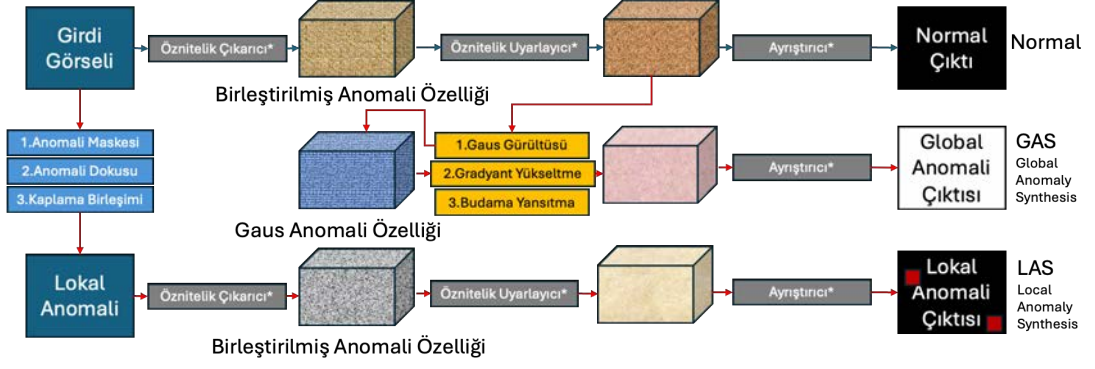 Girdi
Görseli
Öznitelik Çıkarıcı*
Öznitelik Uyarlayıcı*
Ayrıştırıcı*
Normal
Çıktı
Normal
Birleştirilmiş Anomali Özelliği
1.Anomali Maskesi
2.Anomali Dokusu
3.Kaplama Birleşimi
1.Gaus Gürültüsü
2.Gradyant Yükseltme
3.Budama Yansıtma
Ayrıştırıcı*
Global
Anomali
Çıktısı
GAS
Global
Anomaly
Synthesis
Gaus Anomali Özelliği
Lokal
Anomali
Öznitelik Çıkarıcı*
Öznitelik Uyarlayıcı*
Ayrıştırıcı*
Lokal
Anomali
Çıktısı
LAS
Local
Anomaly
Synthesis
Birleştirilmiş Anomali Özelliği